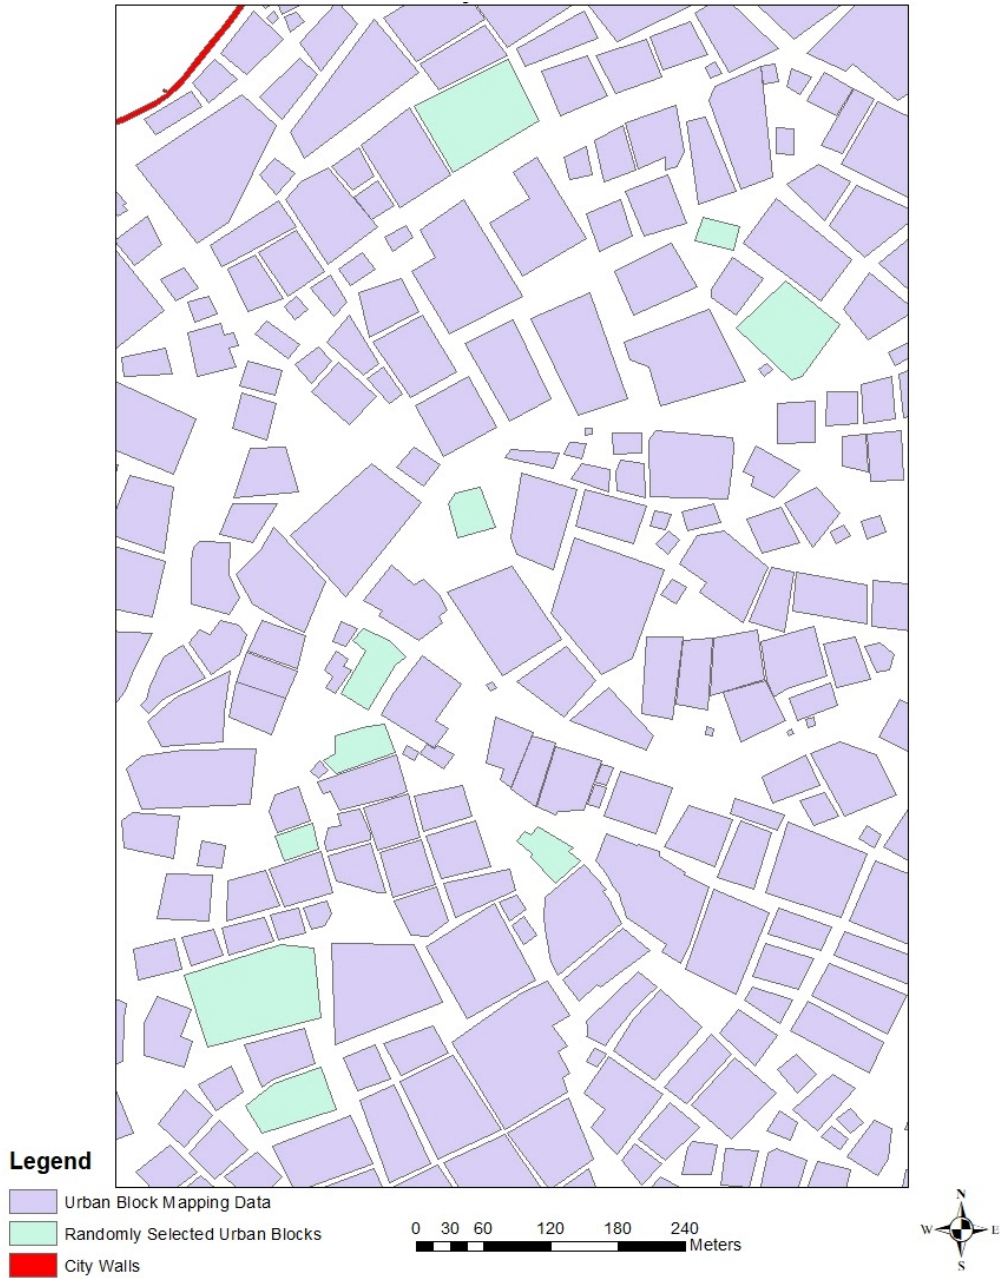 Legend
Urban Block Mapping Data
Randomly Selected Urban Blocks
City Walls
0 30 60 120 180 240
Meters
N
W E
S